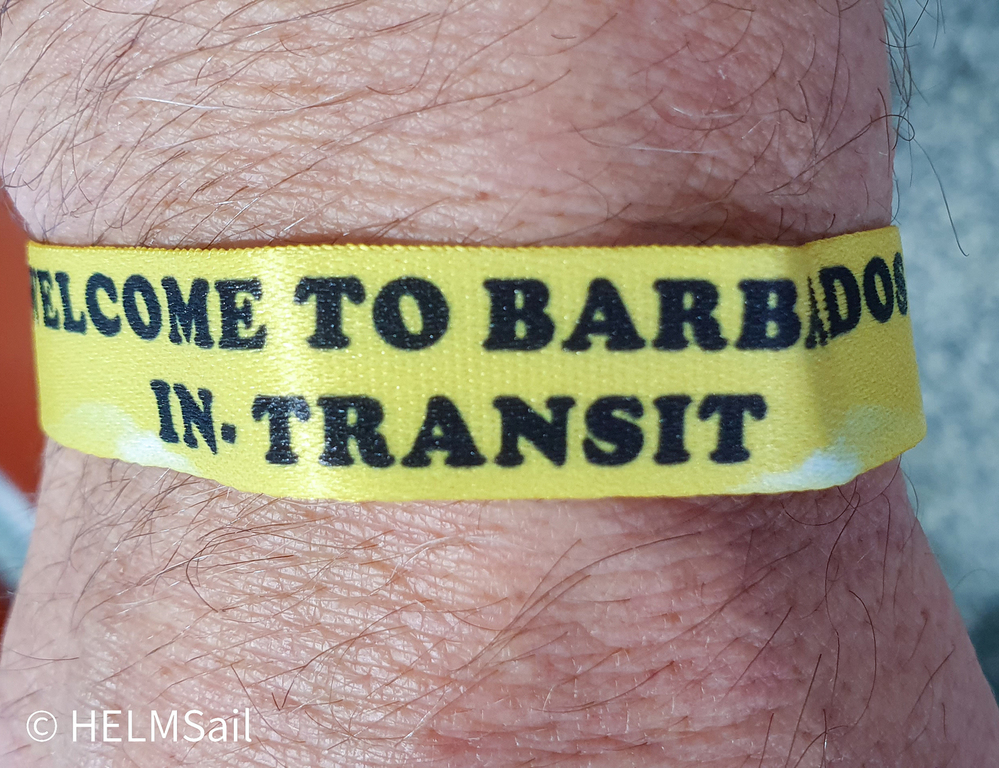 WELCOME TO BARBADOS
IN-TRANSIT
© HELMSail